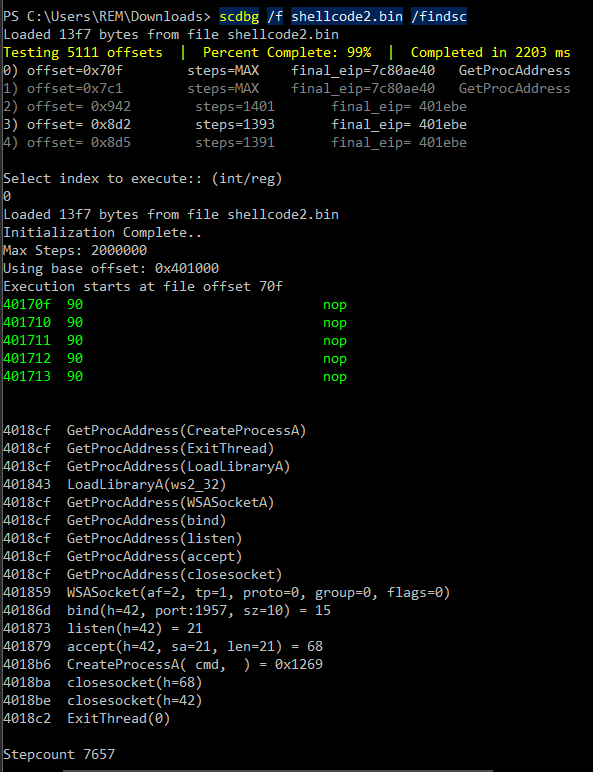 PS C:\Users\REM\Downloads> scdbg /f shellcode2.bin /findsc
Loaded 13f7 bytes from file shellcode2.bin
Testing 5111 offsets  |  Percent Complete: 99%  |  Completed in 2203 ms
0) offset=0x70f        steps=MAX    final_eip=7c80ae40   GetProcAddress
1) offset=0x7c1        steps=MAX    final_eip=7c80ae40   GetProcAddress
2) offset= 0x942        steps=1401       final_eip= 401ebe
3) offset= 0x8d2        steps=1393       final_eip= 401ebe
4) offset= 0x8d5        steps=1391       final_eip= 401ebe
Select index to execute:: (int/reg)
0
Loaded 13f7 bytes from file shellcode2.bin
Initialization Complete..
Max Steps: 2000000
Using base offset: 0x401000
Execution starts at file offset 70f
40170f  90                              nop
401710  90                              nop
401711  90                              nop
401712  90                              nop
401713  90                              nop
4018cf  GetProcAddress(CreateProcessA)
4018cf  GetProcAddress(ExitThread)
4018cf  GetProcAddress(LoadLibraryA)
401843  LoadLibraryA(ws2_32)
4018cf  GetProcAddress(WSASocketA)
4018cf  GetProcAddress(bind)
4018cf  GetProcAddress(listen)
4018cf  GetProcAddress(accept)
4018cf  GetProcAddress(closesocket)
401859  WSASocket(af=2, tp=1, proto=0, group=0, flags=0)
40186d  bind(h=42, port:1957, sz=10) = 15
401873  listen(h=42) = 21
401879  accept(h=42, sa=21, len=21) = 68
4018b6  CreateProcessA( cmd,  ) = 0x1269
4018ba  closesocket(h=68)
4018be  closesocket(h=42)
4018c2  ExitThread(0)
Stepcount 7657